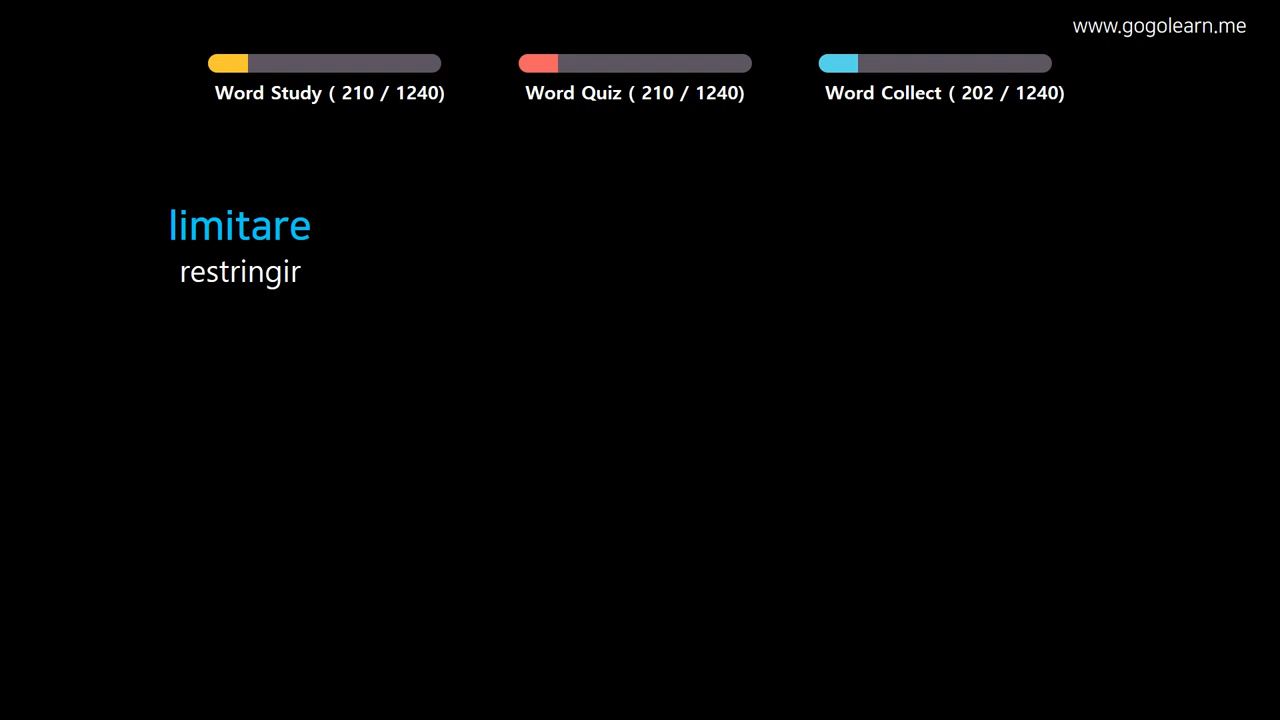 www.gogolearn.me
Word Study ( 210 / 1240)
Word Quiz ( 210 / 1240)
Word Collect ( 202 / 1240)
limitare
restringir